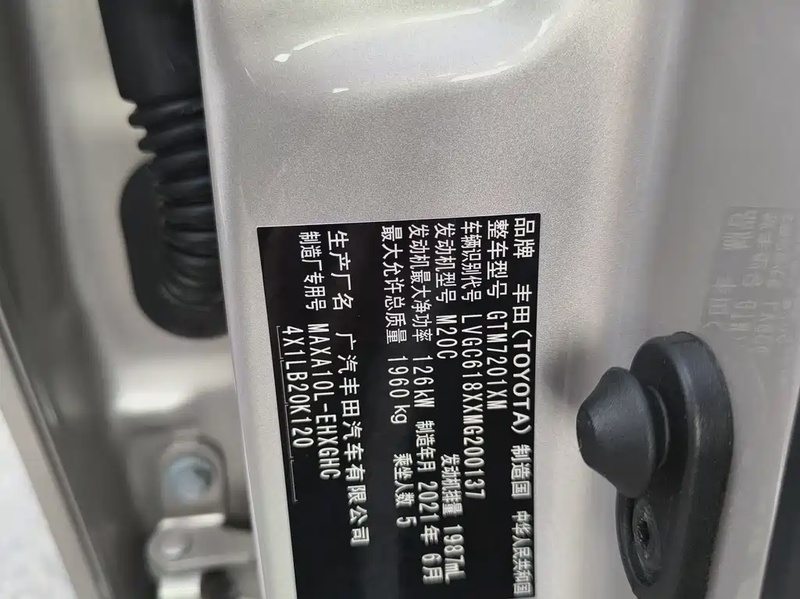 品牌 丰田(TOYOTA) 制造国 中华人民共和国
整车型号 GTM7201XM
车辆识别代号 LVGC618XXMG200137
发动机型号 M20C 发动机排量 1987mL
发动机最大净功率 126kW 制造年月 2021年6月
最大允许总质量 1960kg 乘坐人数 5
生产厂名 广汽丰田汽车有限公司
制造厂专用号 MAXA10L-EHXGHC
4X1LB20K120